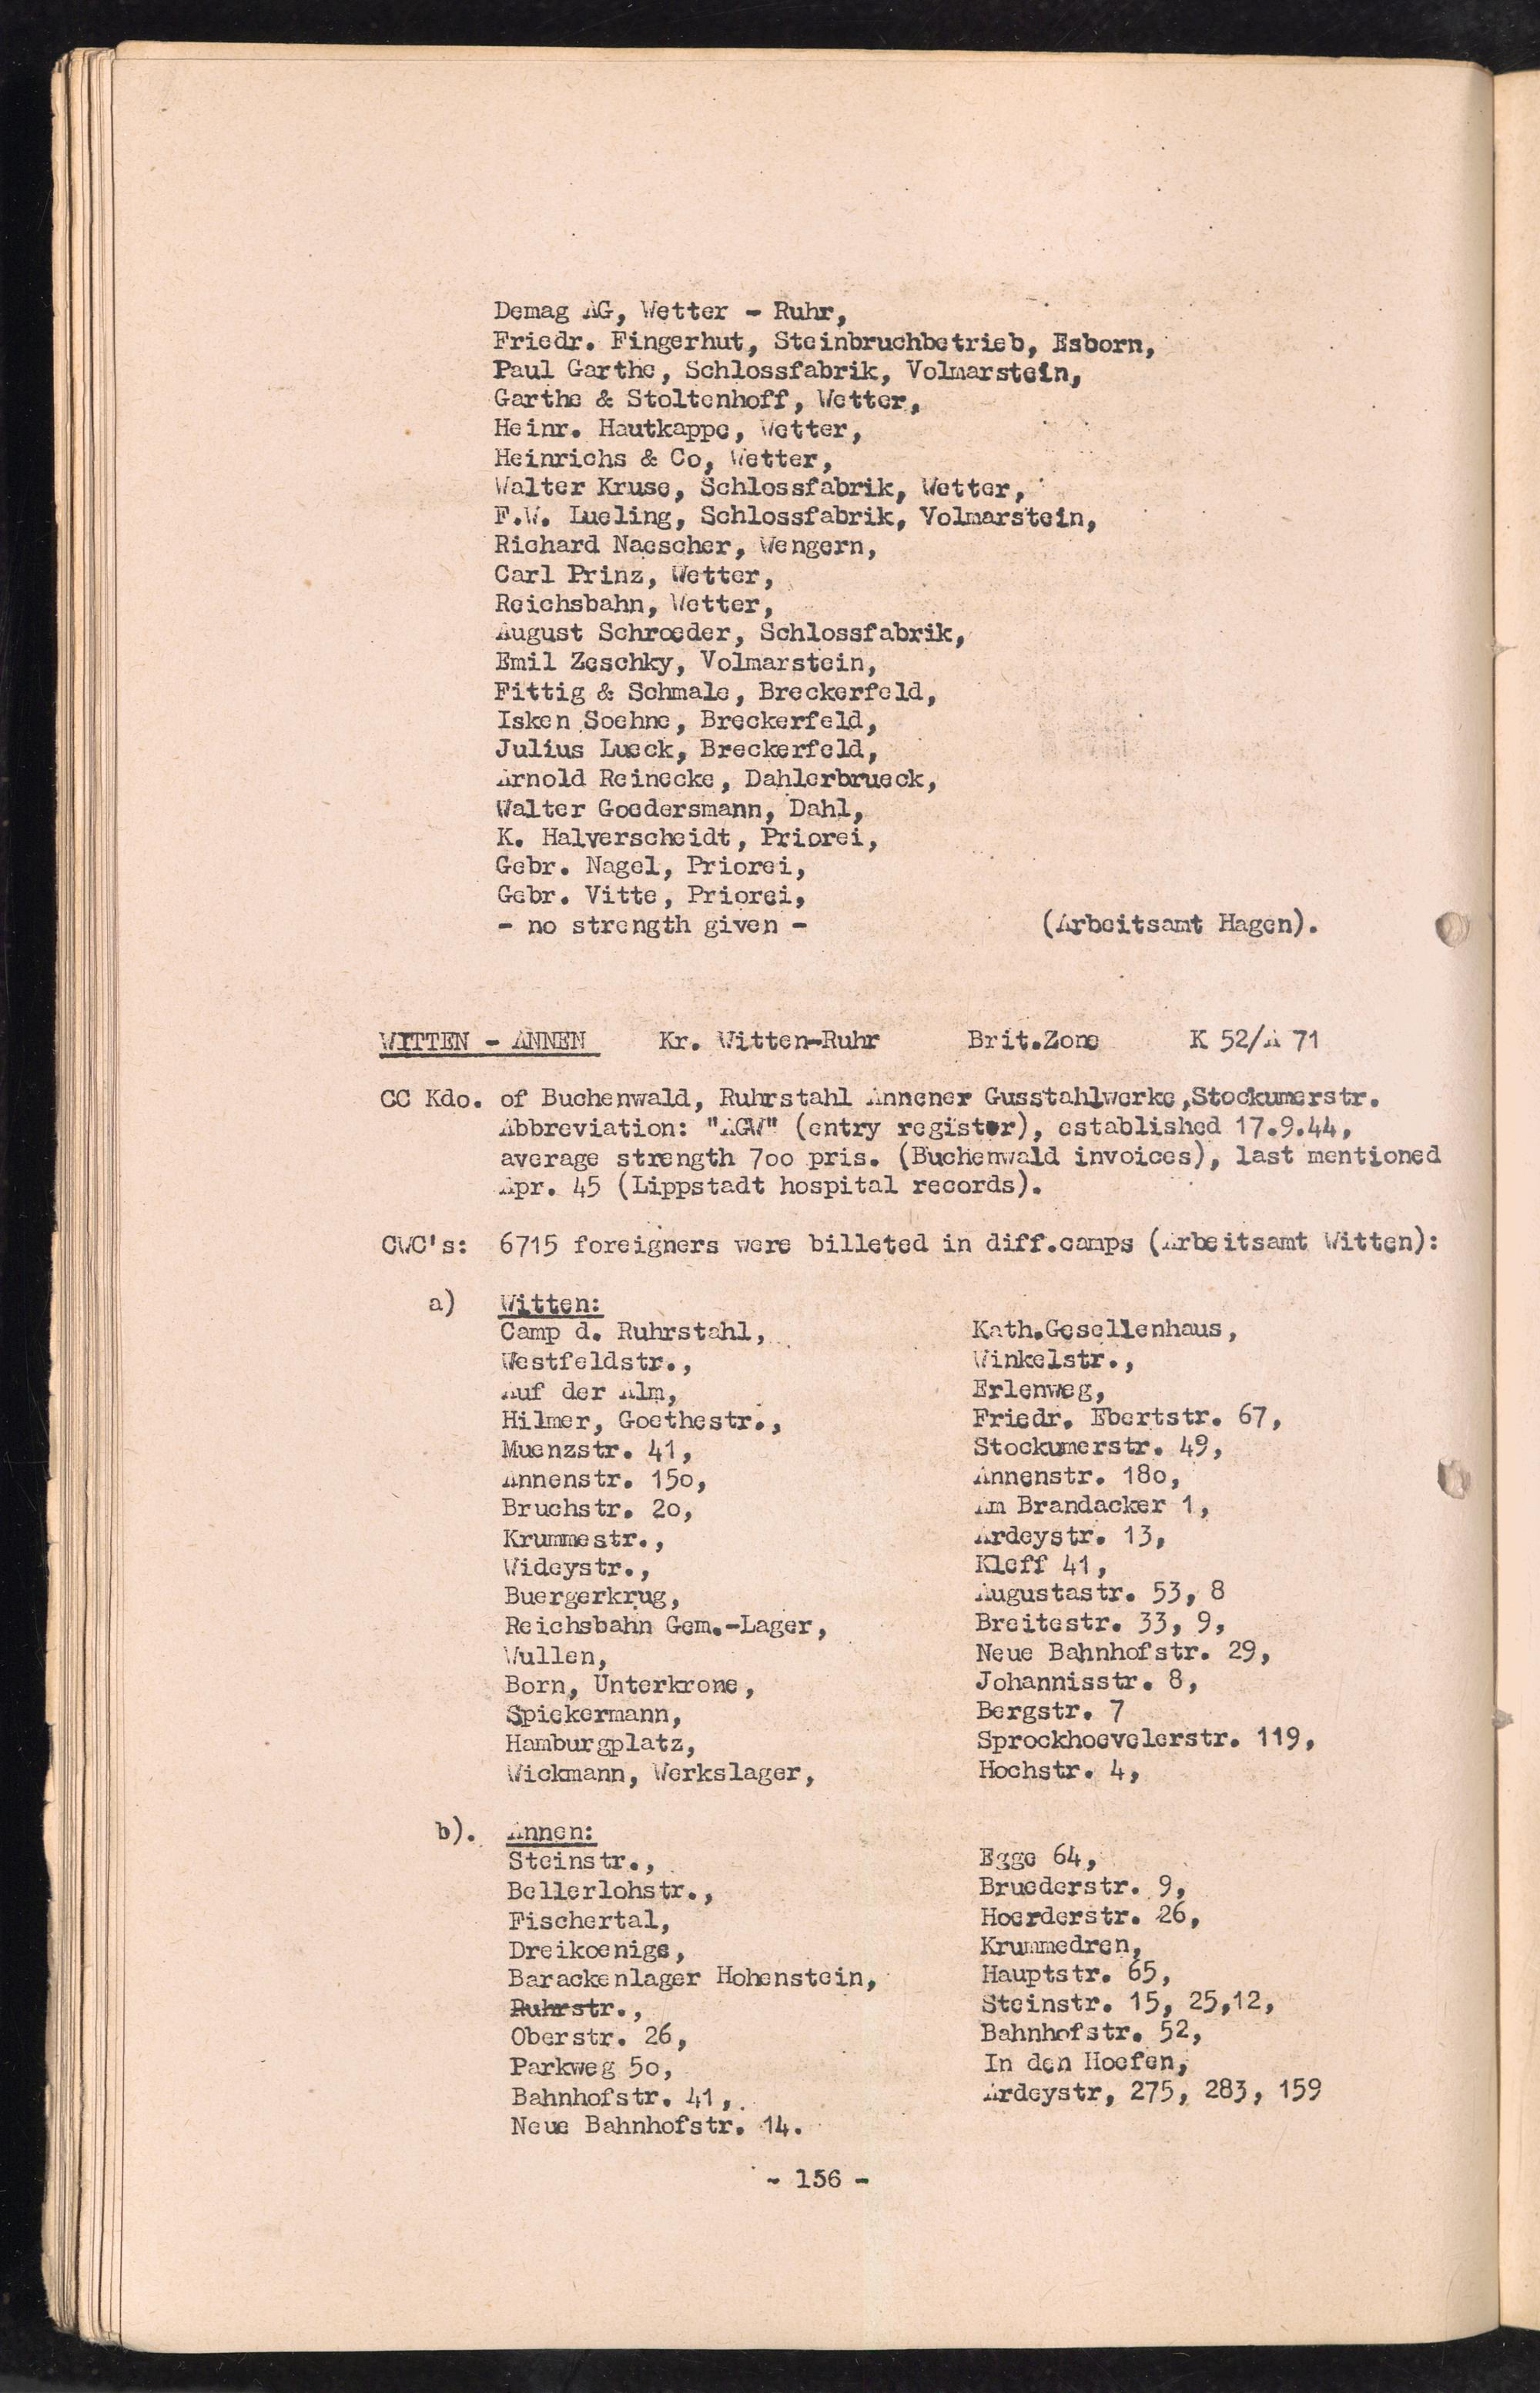 Demag AG, Wetter - Ruhr,
Friedr. Fingerhut, Steinbruchbetrieb, Esborn,
Paul Garthe, Schlossfabrik, Volmarstein,
Garthe & Stoltenhoff, Wetter,
Heinr. Hautkappe, Wetter,
Heinrichs & Co, Wetter,
Walter Kruse, Schlossfabrik, Wetter,
F.W. Lueling, Schlossfabrik, Volmarstein,
Richard Naescher, Wengern,
Carl Prinz, Wetter,
Reichsbahn, Wetter,
August Schroeder, Schlossfabrik,
Emil Zeschky, Volmarstein,
Fittig & Schmale, Breckerfeld,
Isken Soehne, Breckerfeld,
Julius Lueck, Breckerfeld,
Arnold Reinecke, Dahlerbrueck,
Walter Goedersmann, Dahl,
K. Halverscheidt, Priorei,
Gebr. Nagel, Priorei,
Gebr. Vitte, Priorei,
- no strength given - (Arbeitsamt Hagen).
WITTEN - ANNEN Kr. Witten-Ruhr Brit.Zone K 52/A 71
CC Kdo. of Buchenwald, Ruhrstahl Annener Gusstahlwerke,Stockumerstr.
Abbreviation: "AGW" (entry register), established 17.9.44,
average strength 7oo pris. (Buchenwald invoices), last mentioned
Apr. 45 (Lippstadt hospital records).
CWC's: 6715 foreigners were billeted in diff.camps (Arbeitsamt Witten):
a) Witten:
Camp d. Ruhrstahl,
Westfeldstr.,
Auf der Alm,
Hilmer, Goethestr.,
Muenzstr. 41,
Annenstr. 15o,
Bruchstr. 2o,
Krummestr.,
Wideystr.,
Buergerkrug,
Reichsbahn Gem.-Lager,
Wullen,
Born, Unterkrone,
Spiekermann,
Hamburgplatz,
Wickmann, Werkslager,
Kath.Gesellenhaus,
Winkelstr.,
Erlenweg,
Friedr. Ebertstr. 67,
Stockumerstr. 49,
Annenstr. 18o,
Am Brandacker 1,
Ardeystr. 13,
Kleff 41,
Augustastr. 53, 8
Breitestr. 33, 9,
Neue Bahnhofstr. 29,
Johannisstr. 8,
Bergstr. 7
Sprockhoevelerstr. 119,
Hochstr. 4,
b). Annen:
Steinstr.,
Bellerlohstr.,
Fischertal,
Dreikoenige,
Barackenlager Hohenstein,
Ruhrstr.,
Oberstr. 26,
Parkweg 5o,
Bahnhofstr. 41,
Neue Bahnhofstr. 14.
Egge 64,
Bruederstr. 9,
Hoerderstr. 26,
Krummedren,
Hauptstr. 65,
Steinstr. 15, 25,12,
Bahnhofstr. 52,
In den Hoefen,
Ardeystr, 275, 283, 159
- 156 -